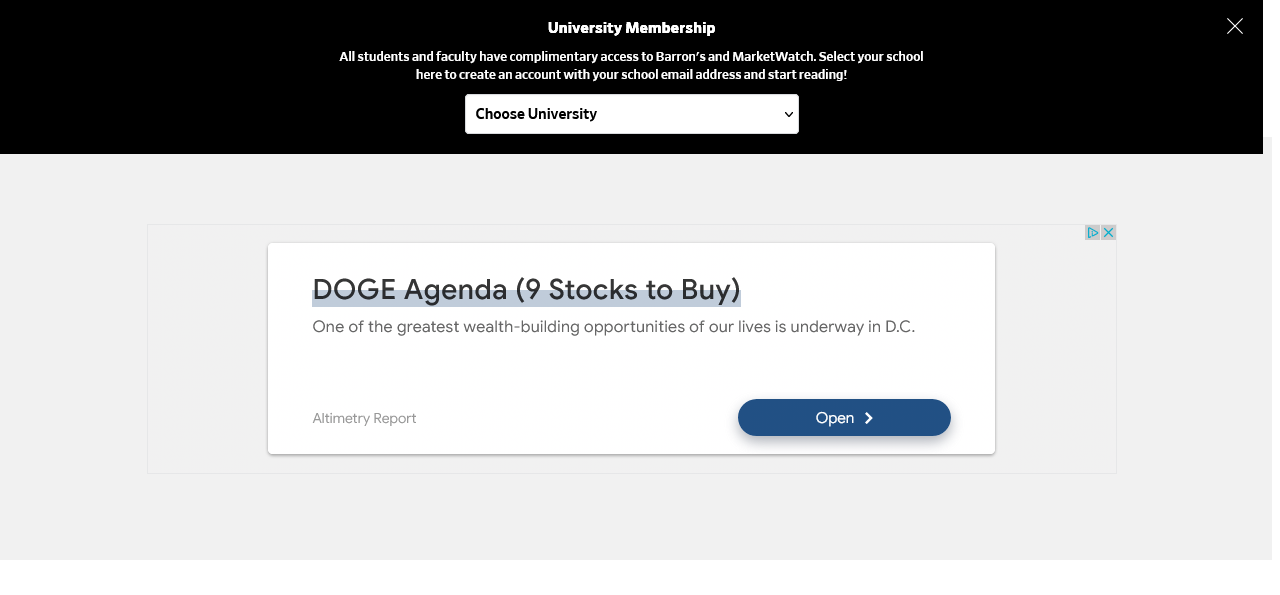 University Membership
All students and faculty have complimentary access to Barron's and MarketWatch. Select your school
here to create an account with your school email address and start reading!
Choose University
DOGE Agenda (9 Stocks to Buy)
One of the greatest wealth-building opportunities of our lives is underway in D.C.
Altimetry Report
Open